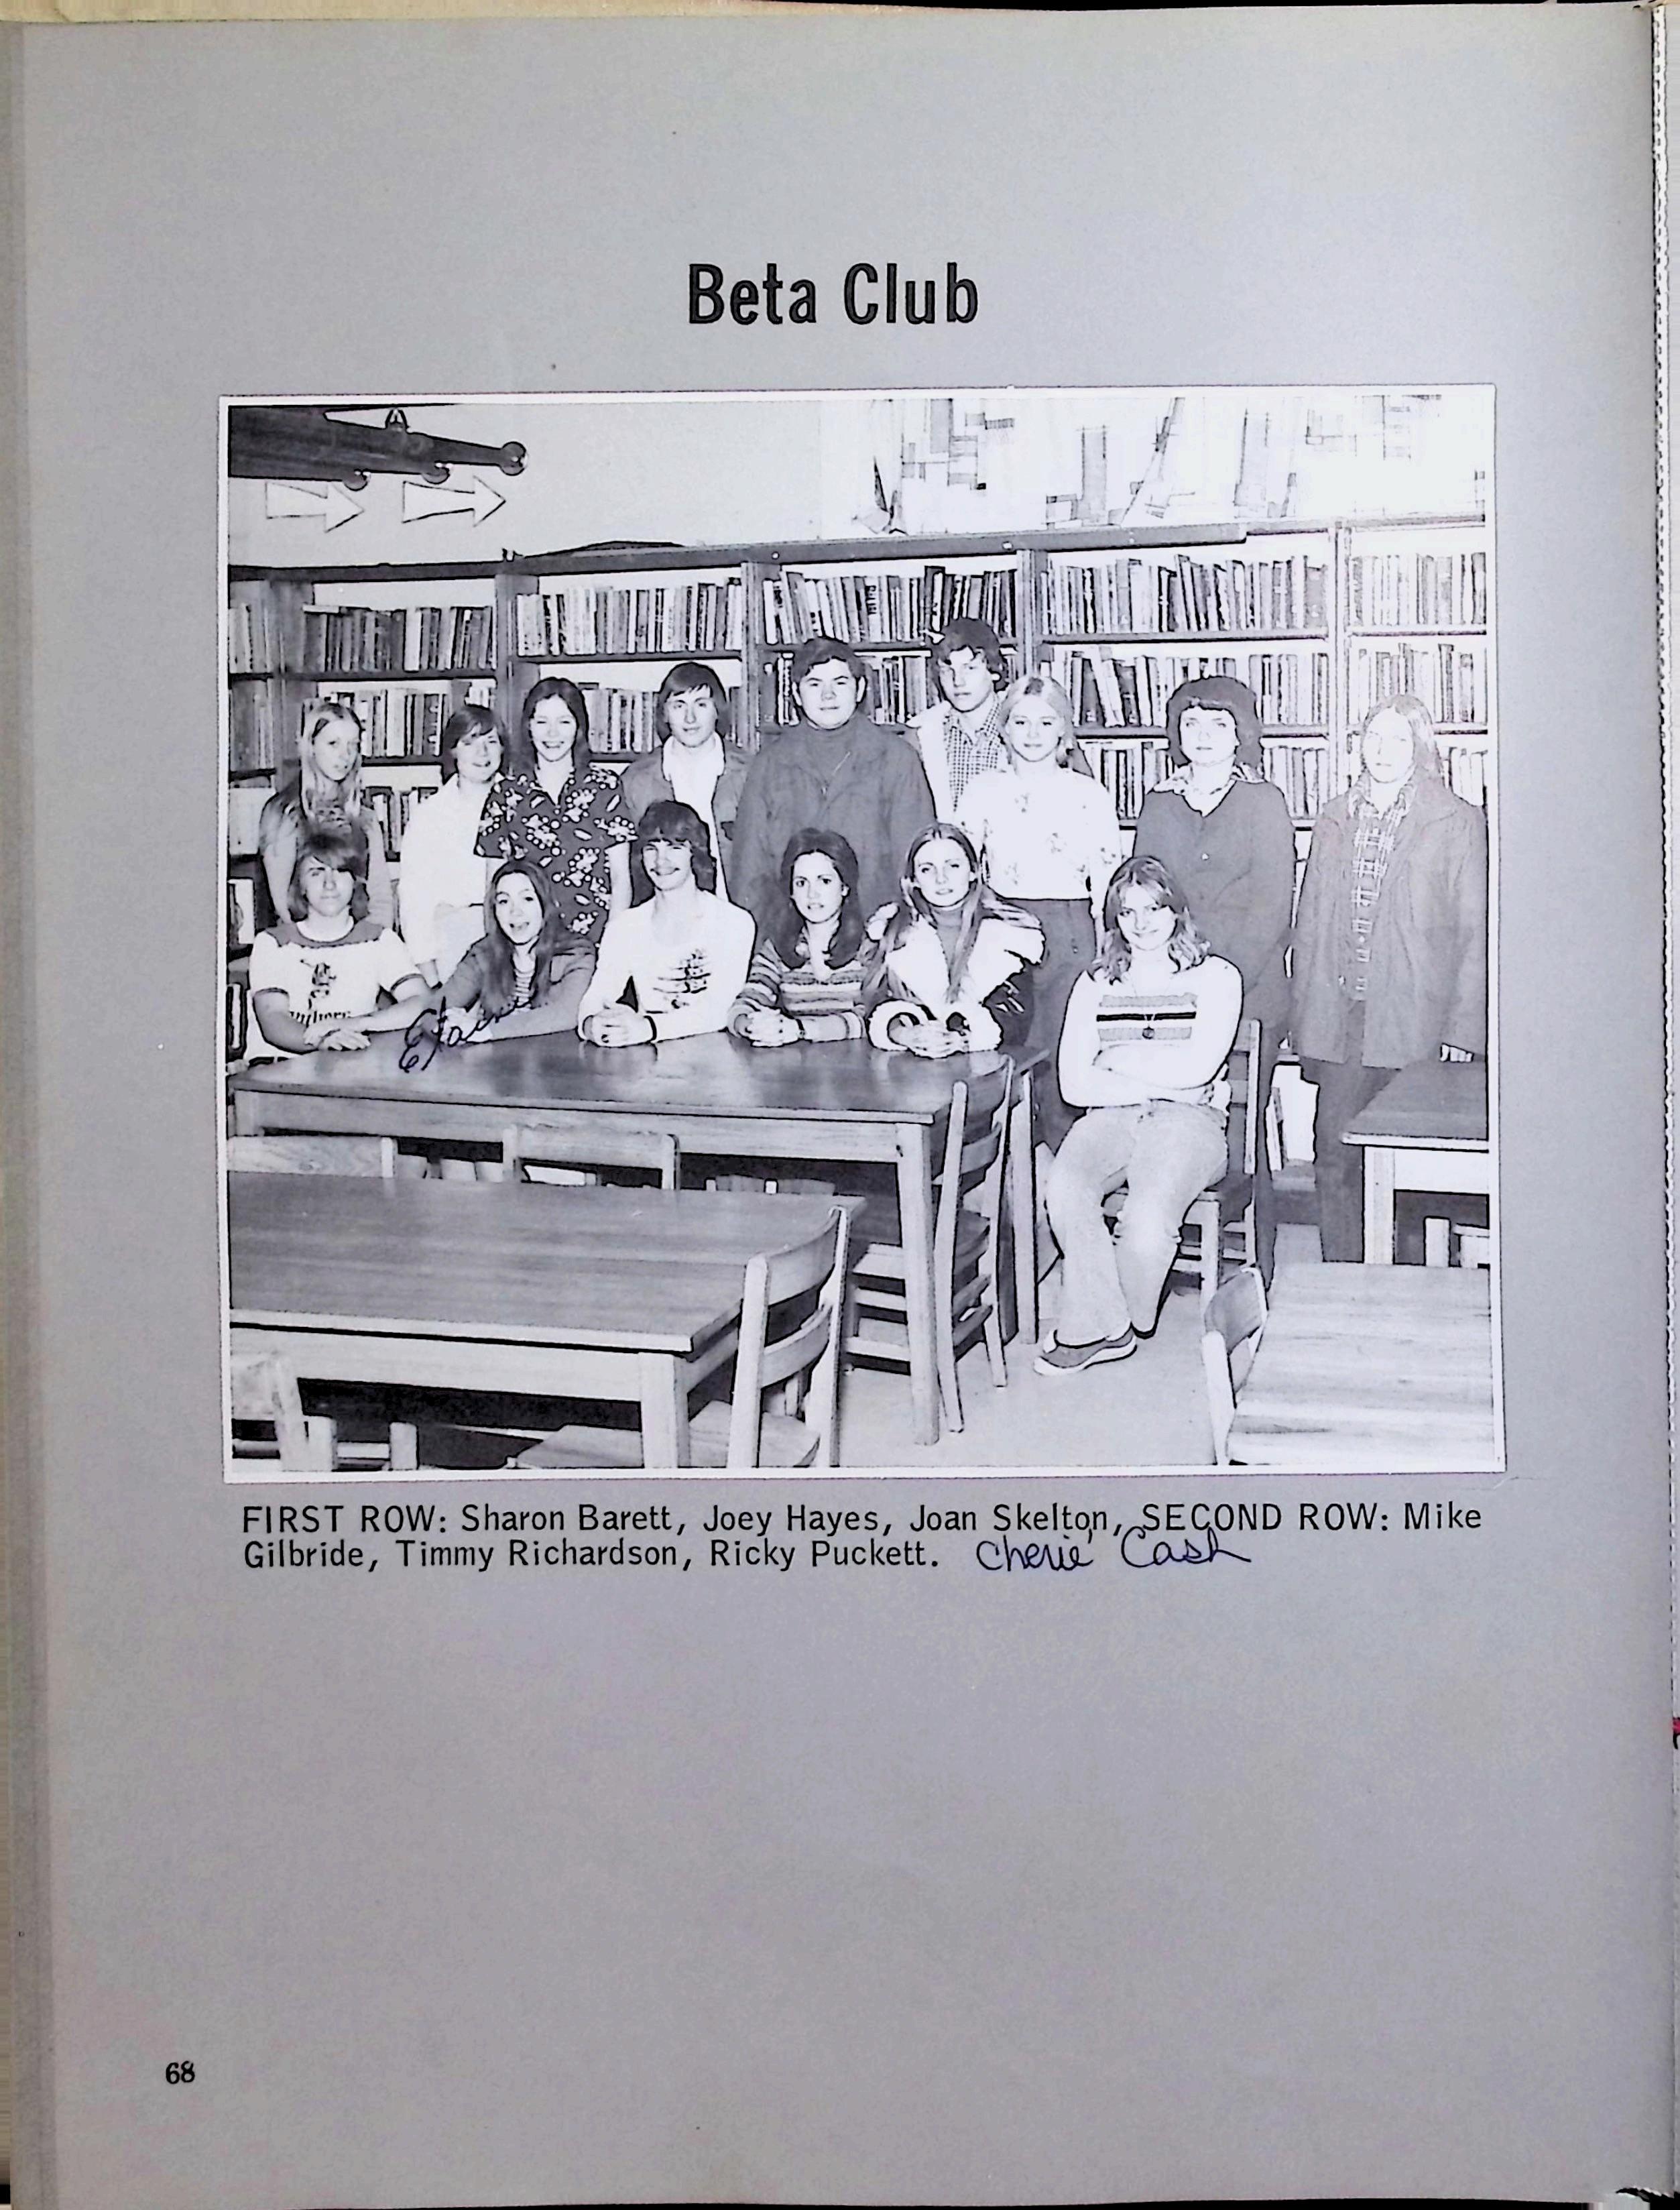 Beta Club
Elaine
FIRST ROW: Sharon Barett, Joey Hayes, Joan Skelton, SECOND ROW: Mike
Gilbride, Timmy Richardson, Ricky Puckett. Cherie Cash
68